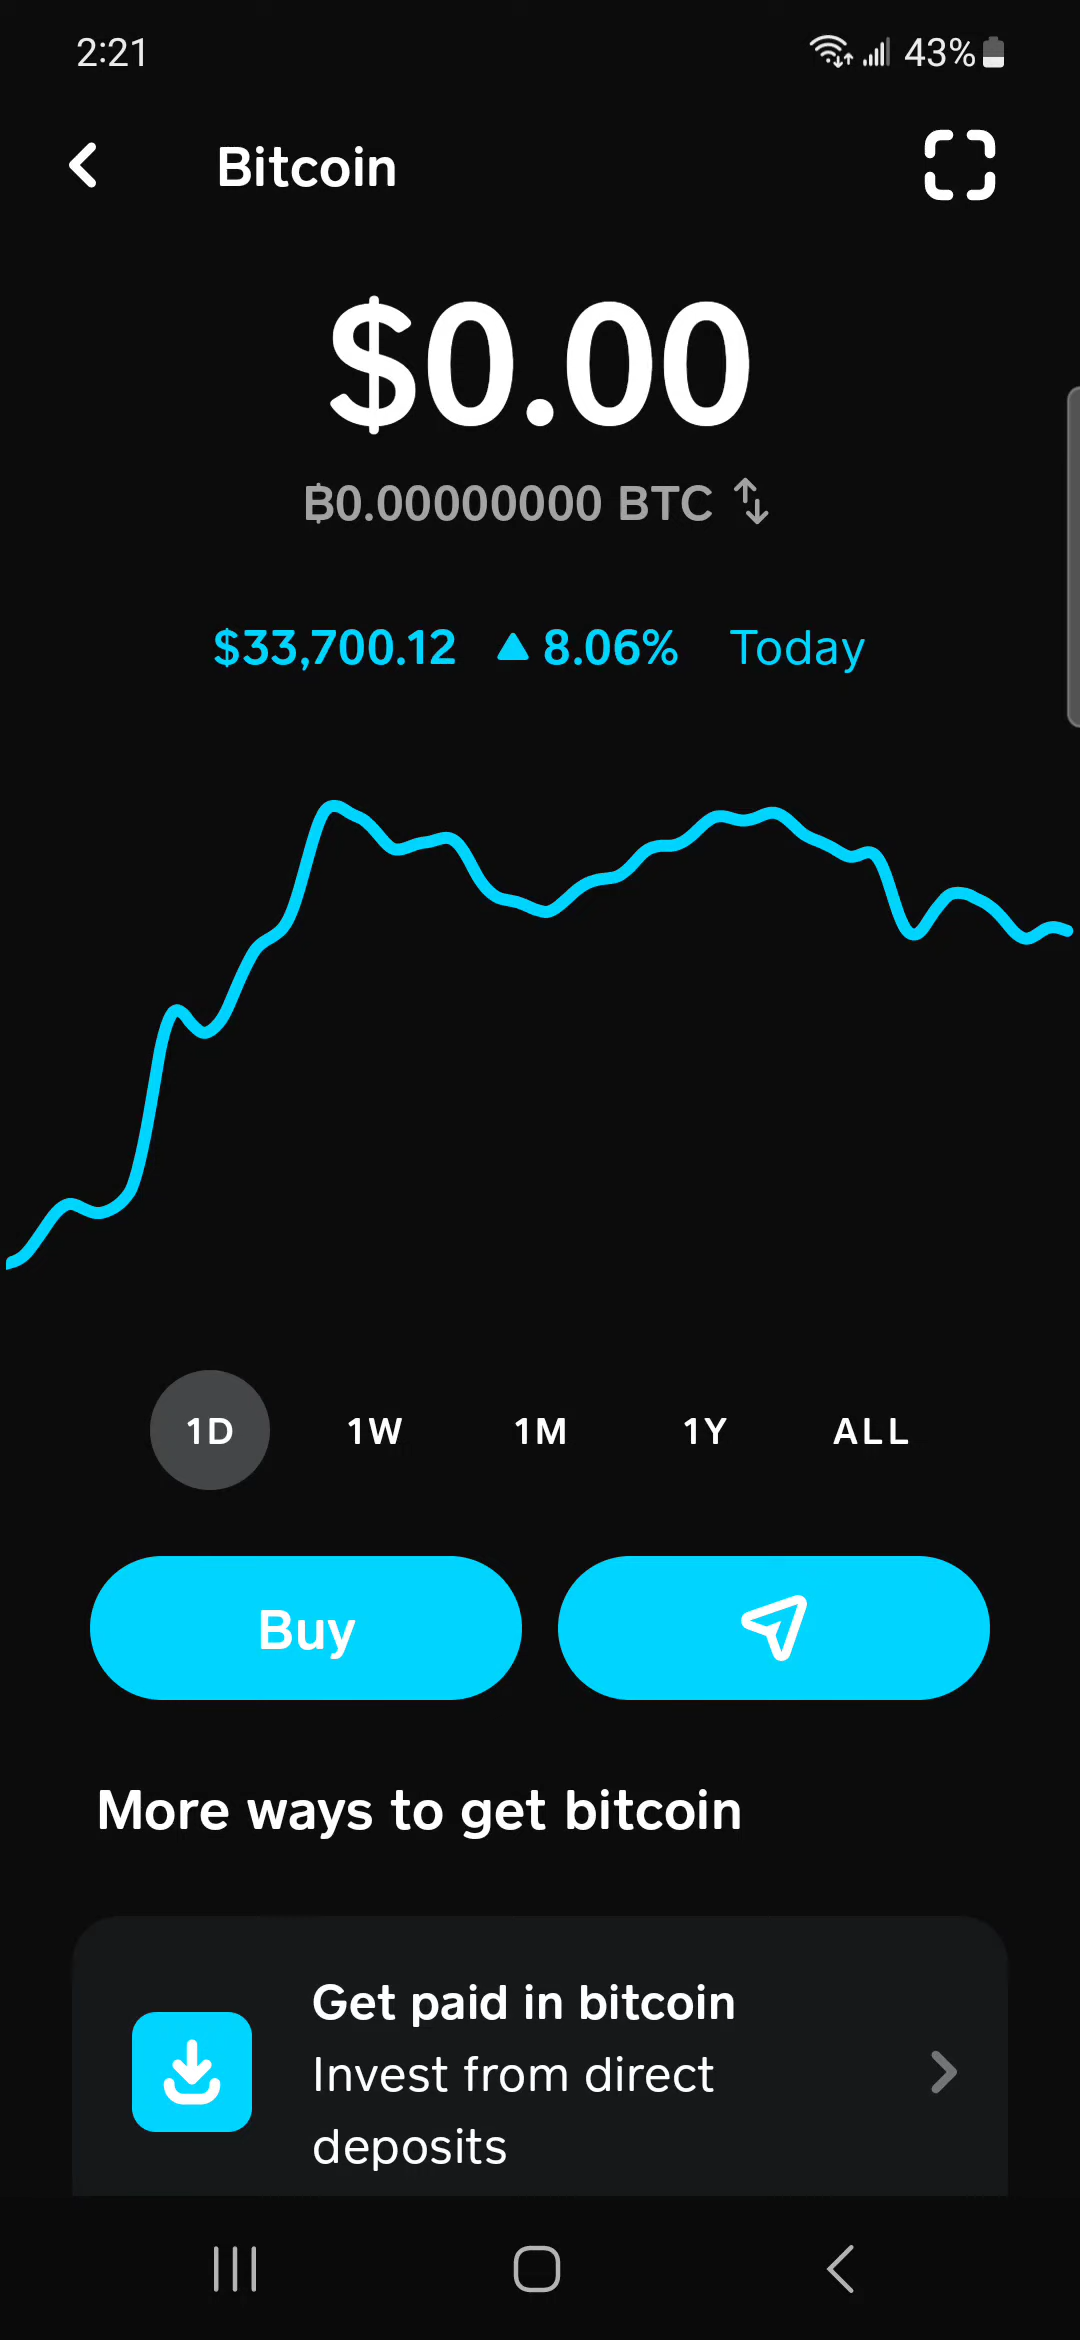 2:21 43%
Bitcoin
$0.00
₿0.00000000 BTC
$33,700.12 ▲ 8.06% Today
1D 1W 1M 1Y ALL
Buy
More ways to get bitcoin
Get paid in bitcoin
Invest from direct
deposits